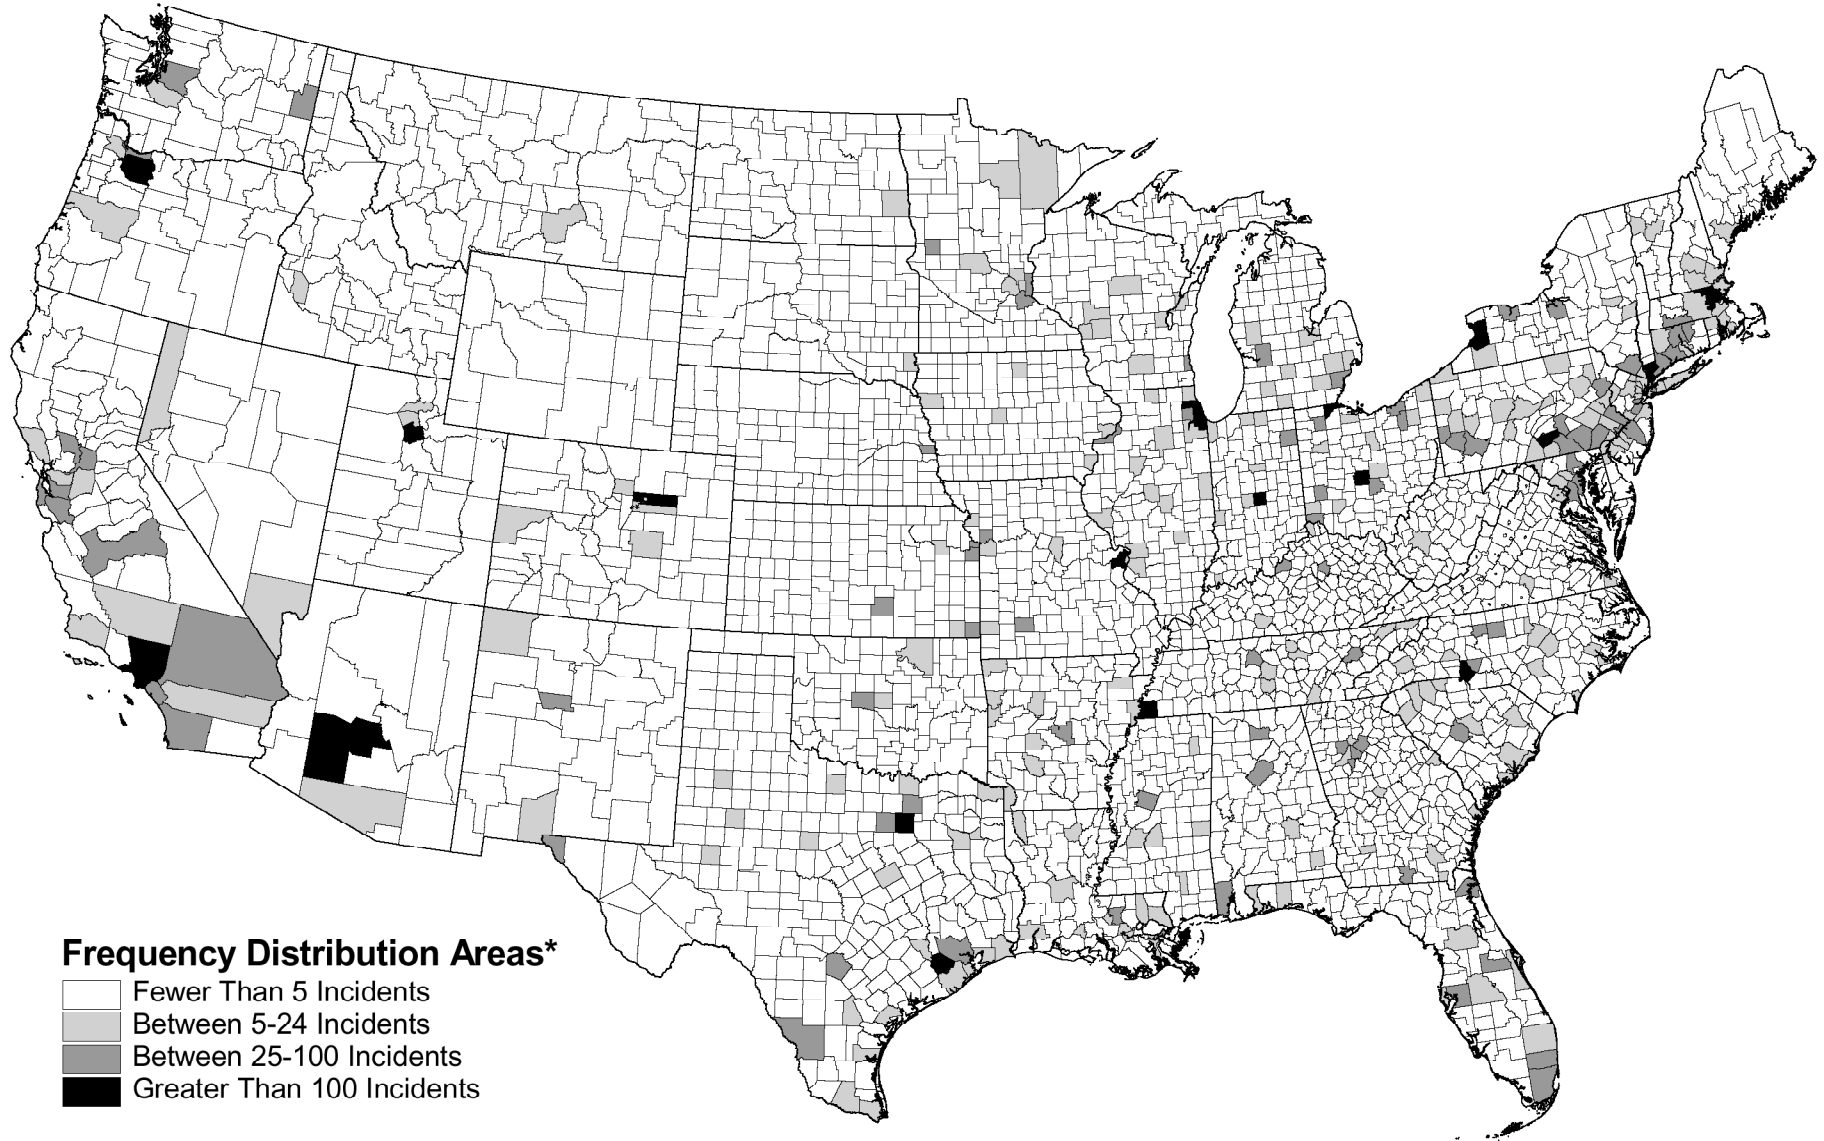 Frequency Distribution Areas*
Fewer Than 5 Incidents
Between 5-24 Incidents
Between 25-100 Incidents
Greater Than 100 Incidents